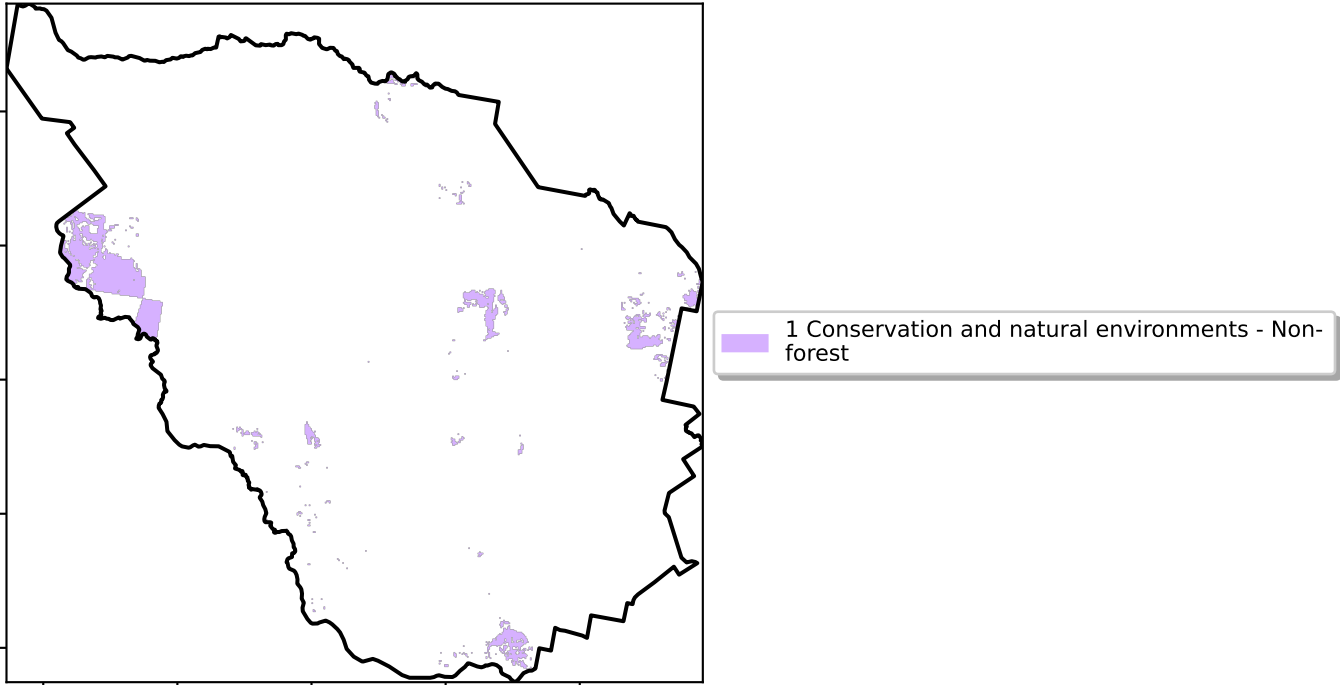 1 Conservation and natural environments - Non-
forest